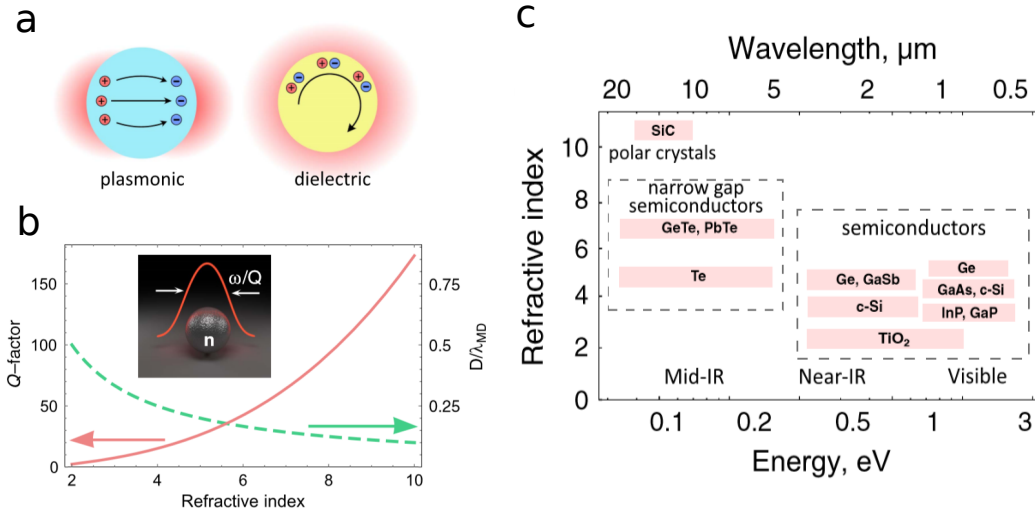 a
+ −
+ −
+ −
plasmonic
+ − + − + −
dielectric
b
150
100
50
0
Q–factor
ω/Q
n
0.75
0.5
0.25
D/λMD
2 4 6 8 10
Refractive index
c
Wavelength, μm
20 10 5 2 1 0.5
Refractive index
10
8
6
4
2
0
SiC
polar crystals
narrow gap
semiconductors
GeTe, PbTe
Te
semiconductors
Ge, GaSb
c-Si
Ge
GaAs, c-Si
InP, GaP
TiO₂
Mid-IR Near-IR Visible
0.1 0.2 0.5 1 3
Energy, eV